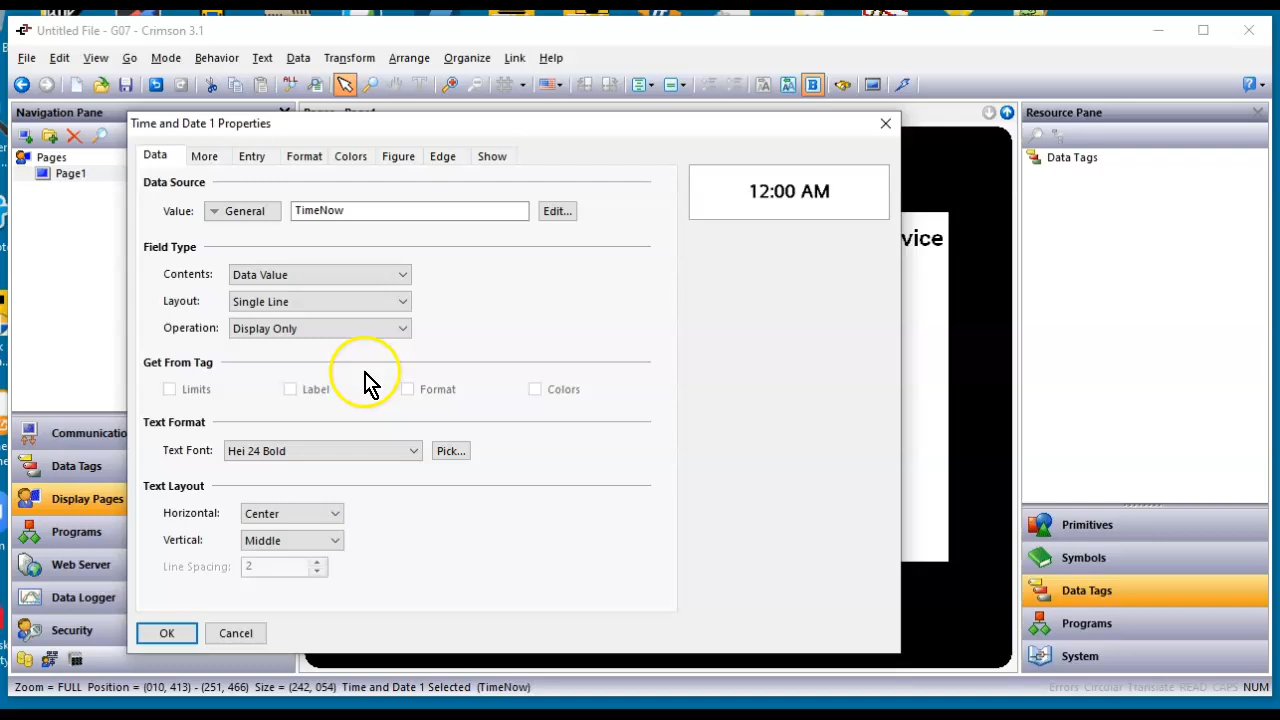 Untitled File - G07 - Crimson 3.1
File Edit View Go Mode Behavior Text Data Transform Arrange Organize Link Help
Navigation Pane
Resource Pane
Pages
Page1
Data Tags
Time and Date 1 Properties
Data More Entry Format Colors Figure Edge Show
Data Source
Value: General TimeNow Edit...
12:00 AM
vice
Field Type
Contents: Data Value
Layout: Single Line
Operation: Display Only
Get From Tag
Limits Label Format Colors
Text Format
Text Font: Hei 24 Bold Pick...
Text Layout
Horizontal: Center
Vertical: Middle
Line Spacing: 2
OK Cancel
Communicatio
Data Tags
Display Pages
Programs
Web Server
Data Logger
Security
Primitives
Symbols
Data Tags
Programs
System
Zoom = FULL Position = (010, 413) - (251, 466) Size = (242, 054) Time and Date 1 Selected (TimeNow)
Errors Circular Translate READ CAPS NUM